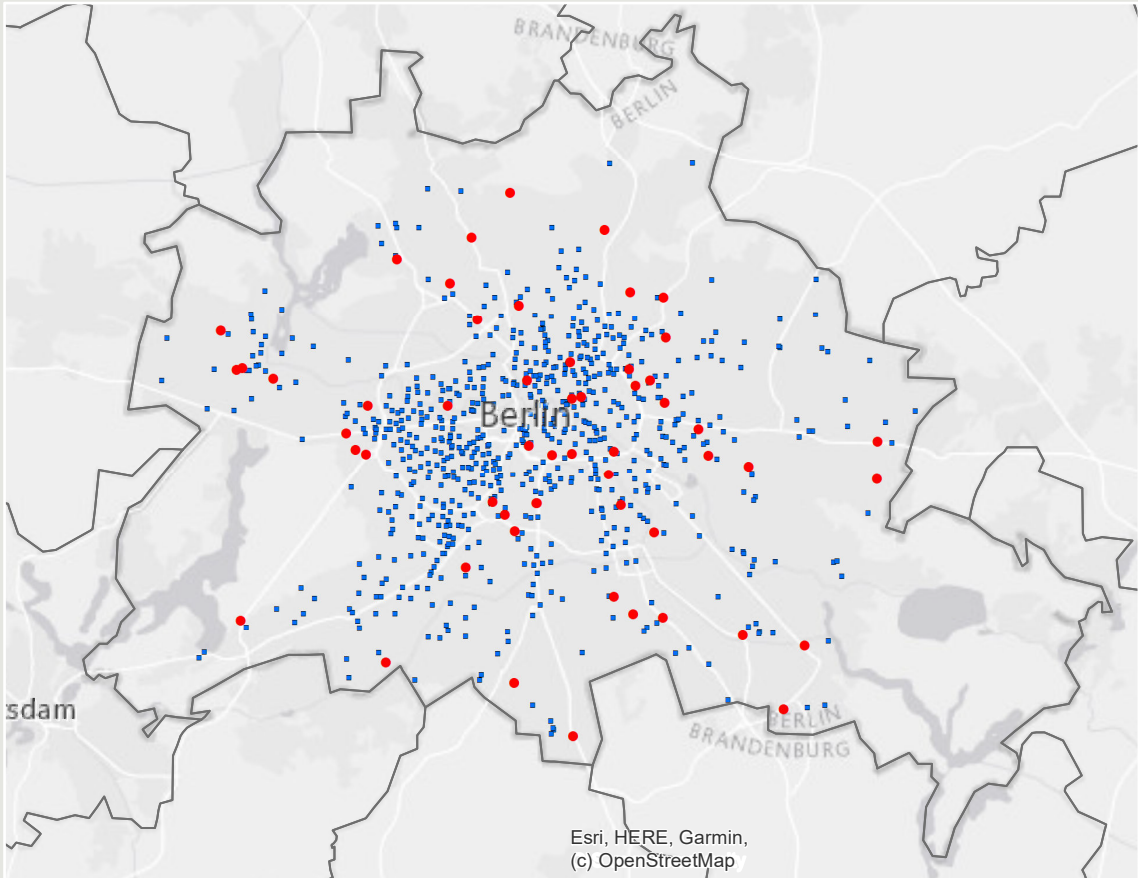 BRANDENBURG
BERLIN
Berlin
sdam
BERLIN
BRANDENBURG
Esri, HERE, Garmin,
(c) OpenStreetMap